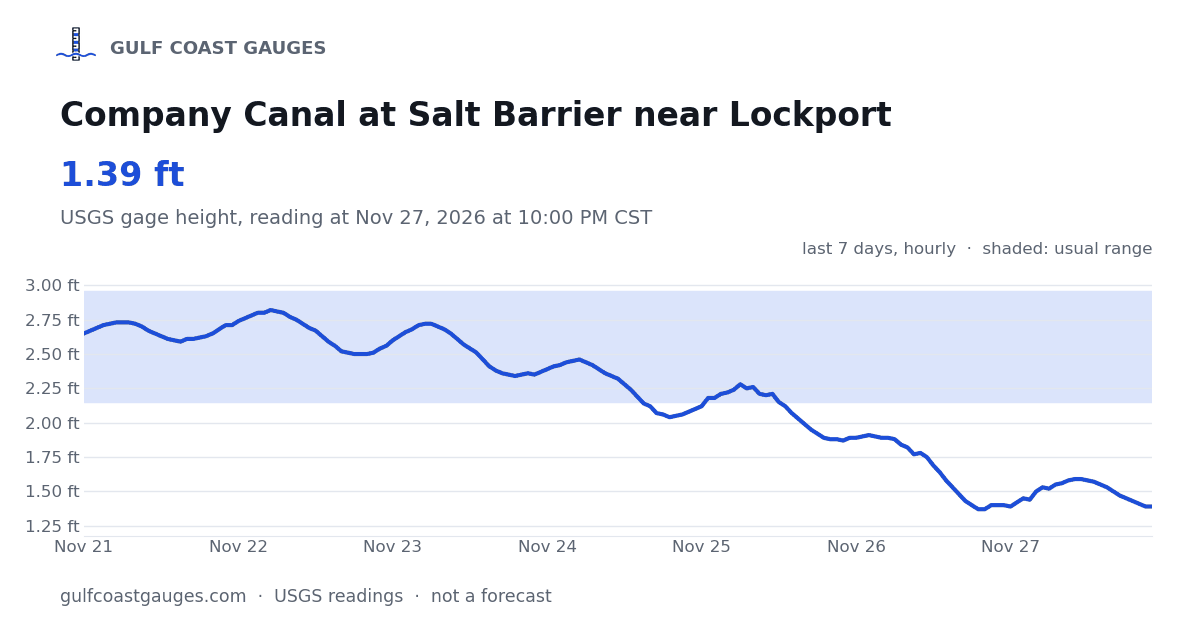 GULF COAST GAUGES
Company Canal at Salt Barrier near Lockport
1.39 ft
USGS gage height, reading at Nov 27, 2026 at 10:00 PM CST
last 7 days, hourly · shaded: usual range
3.00 ft
2.75 ft
2.50 ft
2.25 ft
2.00 ft
1.75 ft
1.50 ft
1.25 ft
Nov 21 Nov 22 Nov 23 Nov 24 Nov 25 Nov 26 Nov 27
gulfcoastgauges.com · USGS readings · not a forecast